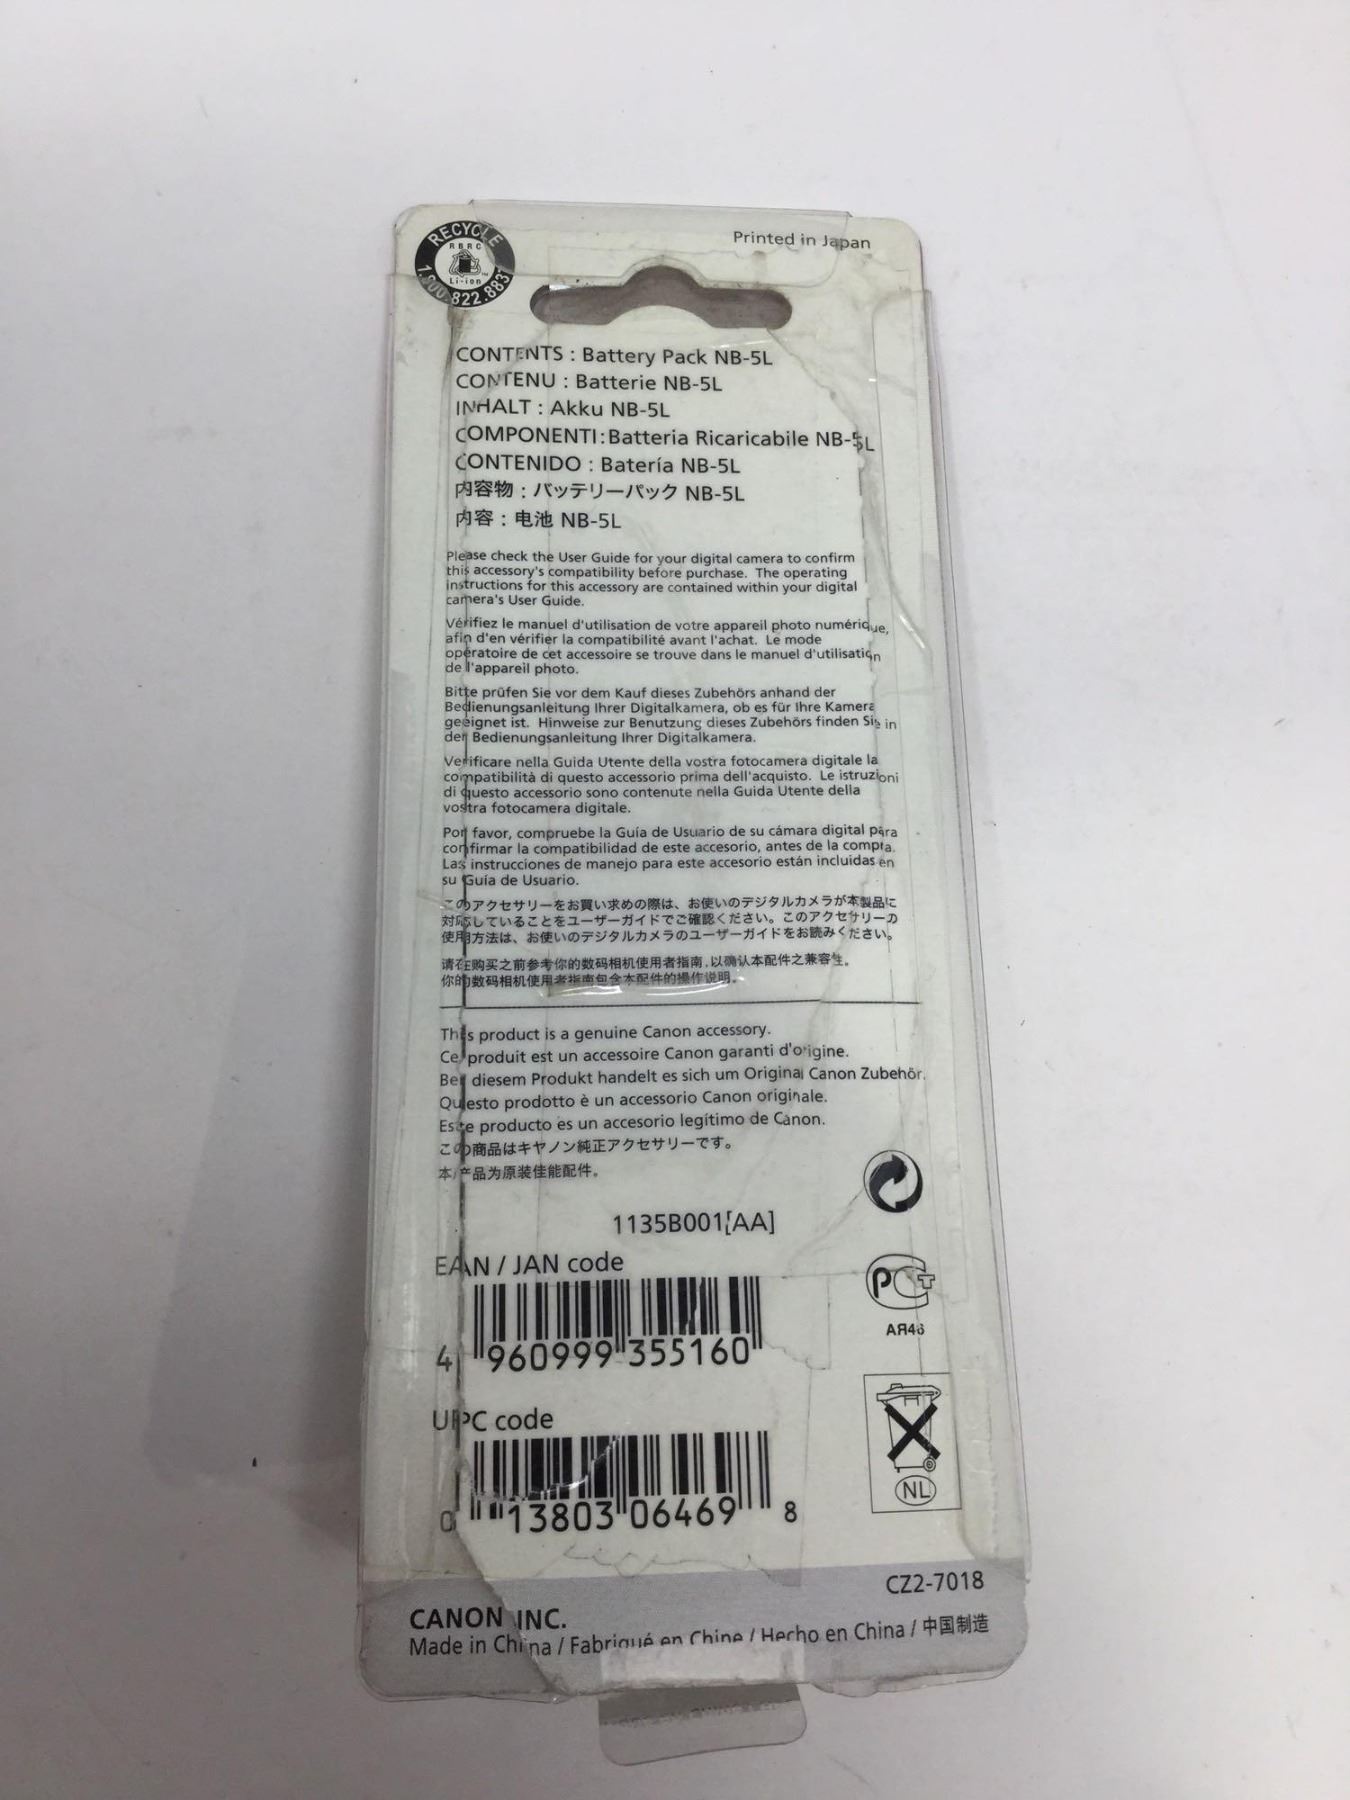 RECYCLE
RBRC
Li-ion
1.800.822.8837
Printed in Japan
CONTENTS : Battery Pack NB-5L
CONTENU : Batterie NB-5L
INHALT : Akku NB-5L
COMPONENTI : Batteria Ricaricabile NB-5L
CONTENIDO : Batería NB-5L
内容物 : バッテリーパック NB-5L
内容 : 电池 NB-5L
Please check the User Guide for your digital camera to confirm
this accessory's compatibility before purchase. The operating
instructions for this accessory are contained within your digital
camera's User Guide.
Vérifiez le manuel d'utilisation de votre appareil photo numérique,
afin d'en vérifier la compatibilité avant l'achat. Le mode
opératoire de cet accessoire se trouve dans le manuel d'utilisation
de l'appareil photo.
Bitte prüfen Sie vor dem Kauf dieses Zubehörs anhand der
Bedienungsanleitung Ihrer Digitalkamera, ob es für Ihre Kamera
geeignet ist. Hinweise zur Benutzung dieses Zubehörs finden Sie in
der Bedienungsanleitung Ihrer Digitalkamera.
Verificare nella Guida Utente della vostra fotocamera digitale la
compatibilità di questo accessorio prima dell'acquisto. Le istruzioni
di questo accessorio sono contenute nella Guida Utente della
vostra fotocamera digitale.
Por favor, compruebe la Guía de Usuario de su cámara digital para
confirmar la compatibilidad de este accesorio, antes de la compra.
Las instrucciones de manejo para este accesorio están incluidas en
su Guía de Usuario.
このアクセサリーをお買い求めの際は、お使いのデジタルカメラが本製品に
対応していることをユーザーガイドでご確認ください。このアクセサリーの
使用方法は、お使いのデジタルカメラのユーザーガイドをお読みください。
请在购买之前参考你的数码相机使用者指南,以确认本配件之兼容性。
你的数码相机使用者指南包含本配件的操作说明。
This product is a genuine Canon accessory.
Ce produit est un accessoire Canon garanti d'origine.
Bei diesem Produkt handelt es sich um Original Canon Zubehör.
Questo prodotto è un accessorio Canon originale.
Este producto es un accesorio legítimo de Canon.
この商品はキヤノン純正アクセサリーです。
本产品为原装佳能配件。
1135B001[AA]
EAN / JAN code
4 960999 355160
РСТ
АЯ46
UPC code
0 13803 06469 8
NL
CZ2-7018
CANON INC.
Made in China / Fabriqué en Chine / Hecho en China / 中国制造